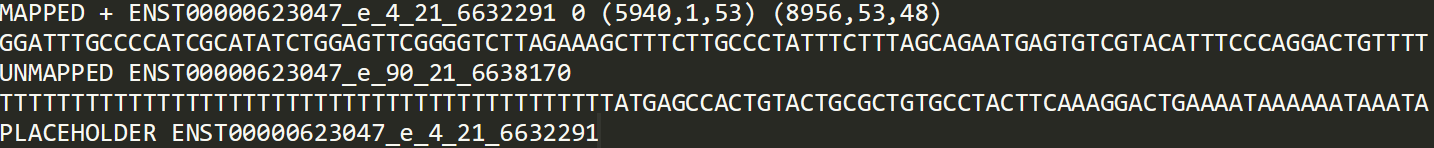 MAPPED + ENST00000623047_e_4_21_6632291 0 (5940,1,53) (8956,53,48)
GGATTTGCCCCATCGCATATCTGGAGTTCGGGGTCTTAGAAAGCTTTCTTGCCCTATTTCTTTAGCAGAATGAGTGTCGTACATTTCCCAGGACTGTTTT
UNMAPPED ENST00000623047_e_90_21_6638170
TTTTTTTTTTTTTTTTTTTTTTTTTTTTTTTTTTTTTTTTTTTATGAGCCACTGTACTGCGCTGTGCCTACTTCAAAGGACTGAAAATAAAAAATAAATA
PLACEHOLDER ENST00000623047_e_4_21_6632291